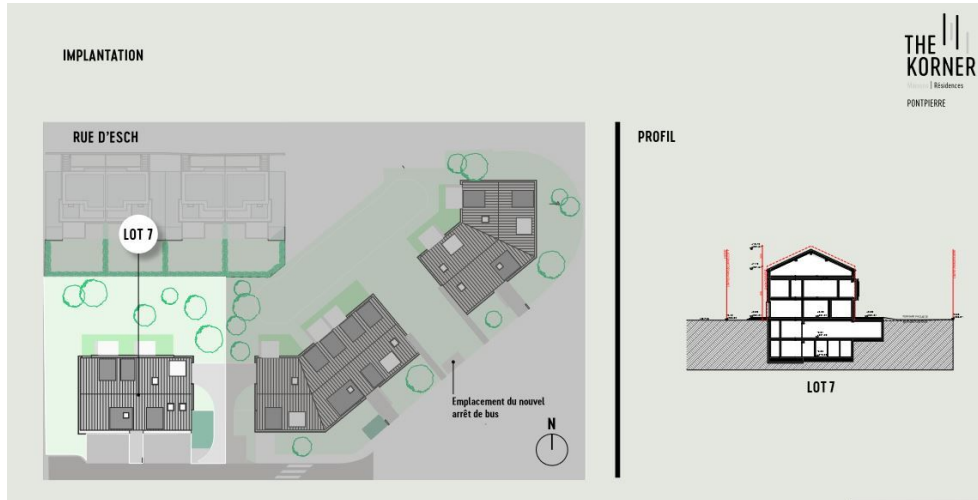 IMPLANTATION
THE
KORNER
Résidences
PONTPIERRE
RUE D'ESCH
LOT 7
Emplacement du nouvel
arrêt de bus
N
PROFIL
LOT 7